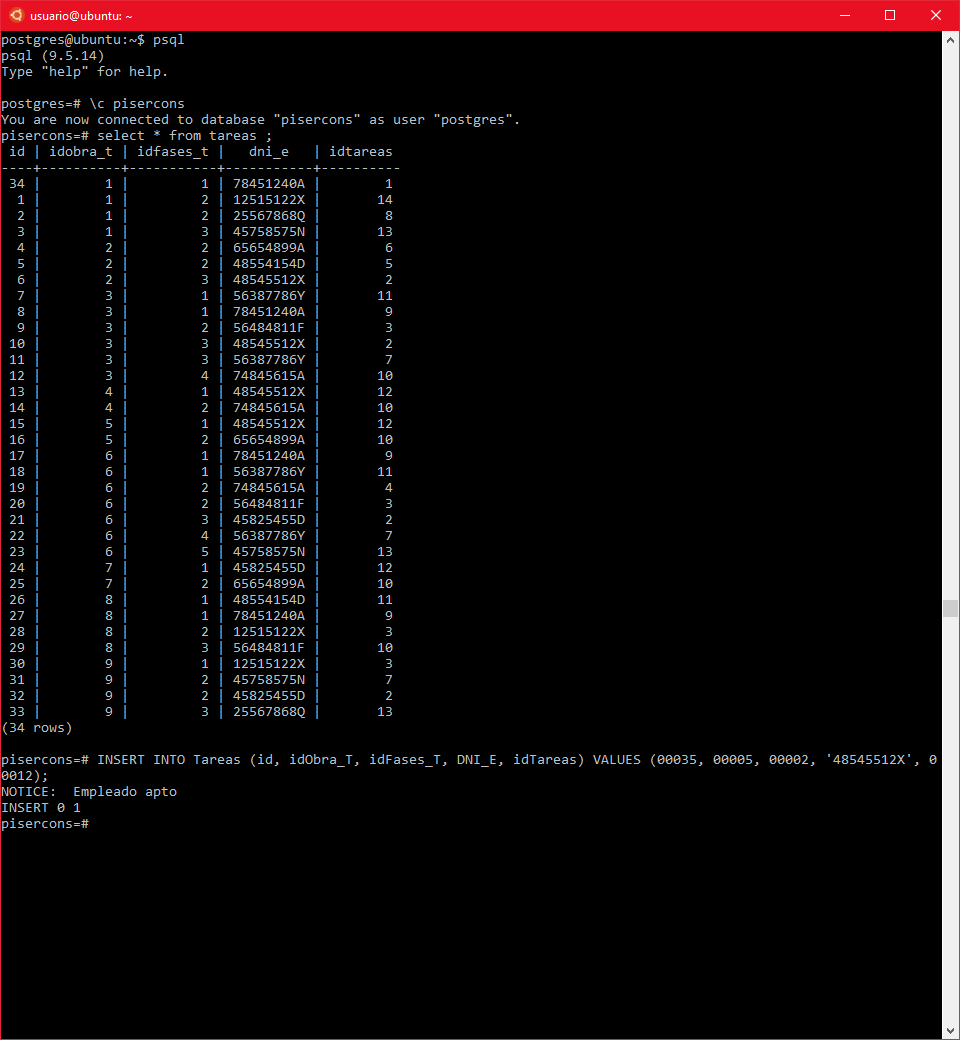 usuario@ubuntu: ~
postgres@ubuntu:~$ psql
psql (9.5.14)
Type "help" for help.
postgres=# \c pisercons
You are now connected to database "pisercons" as user "postgres".
pisercons=# select * from tareas ;
 id | idobra_t | idfases_t |   dni_e   | idtareas
----+----------+-----------+-----------+----------
 34 |        1 |         1 | 78451240A |        1
  1 |        1 |         2 | 12515122X |       14
  2 |        1 |         2 | 25567868Q |        8
  3 |        1 |         3 | 45758575N |       13
  4 |        2 |         2 | 65654899A |        6
  5 |        2 |         2 | 48554154D |        5
  6 |        2 |         3 | 48545512X |        2
  7 |        3 |         1 | 56387786Y |       11
  8 |        3 |         1 | 78451240A |        9
  9 |        3 |         2 | 56484811F |        3
 10 |        3 |         3 | 48545512X |        2
 11 |        3 |         3 | 56387786Y |        7
 12 |        3 |         4 | 74845615A |       10
 13 |        4 |         1 | 48545512X |       12
 14 |        4 |         2 | 74845615A |       10
 15 |        5 |         1 | 48545512X |       12
 16 |        5 |         2 | 65654899A |       10
 17 |        6 |         1 | 78451240A |        9
 18 |        6 |         1 | 56387786Y |       11
 19 |        6 |         2 | 74845615A |        4
 20 |        6 |         2 | 56484811F |        3
 21 |        6 |         3 | 45825455D |        2
 22 |        6 |         4 | 56387786Y |        7
 23 |        6 |         5 | 45758575N |       13
 24 |        7 |         1 | 45825455D |       12
 25 |        7 |         2 | 65654899A |       10
 26 |        8 |         1 | 48554154D |       11
 27 |        8 |         1 | 78451240A |        9
 28 |        8 |         2 | 12515122X |        3
 29 |        8 |         3 | 56484811F |       10
 30 |        9 |         1 | 12515122X |        3
 31 |        9 |         2 | 45758575N |        7
 32 |        9 |         2 | 45825455D |        2
 33 |        9 |         3 | 25567868Q |       13
(34 rows)
pisercons=# INSERT INTO Tareas (id, idObra_T, idFases_T, DNI_E, idTareas) VALUES (00035, 00005, 00002, '48545512X', 0
0012);
NOTICE:  Empleado apto
INSERT 0 1
pisercons=#